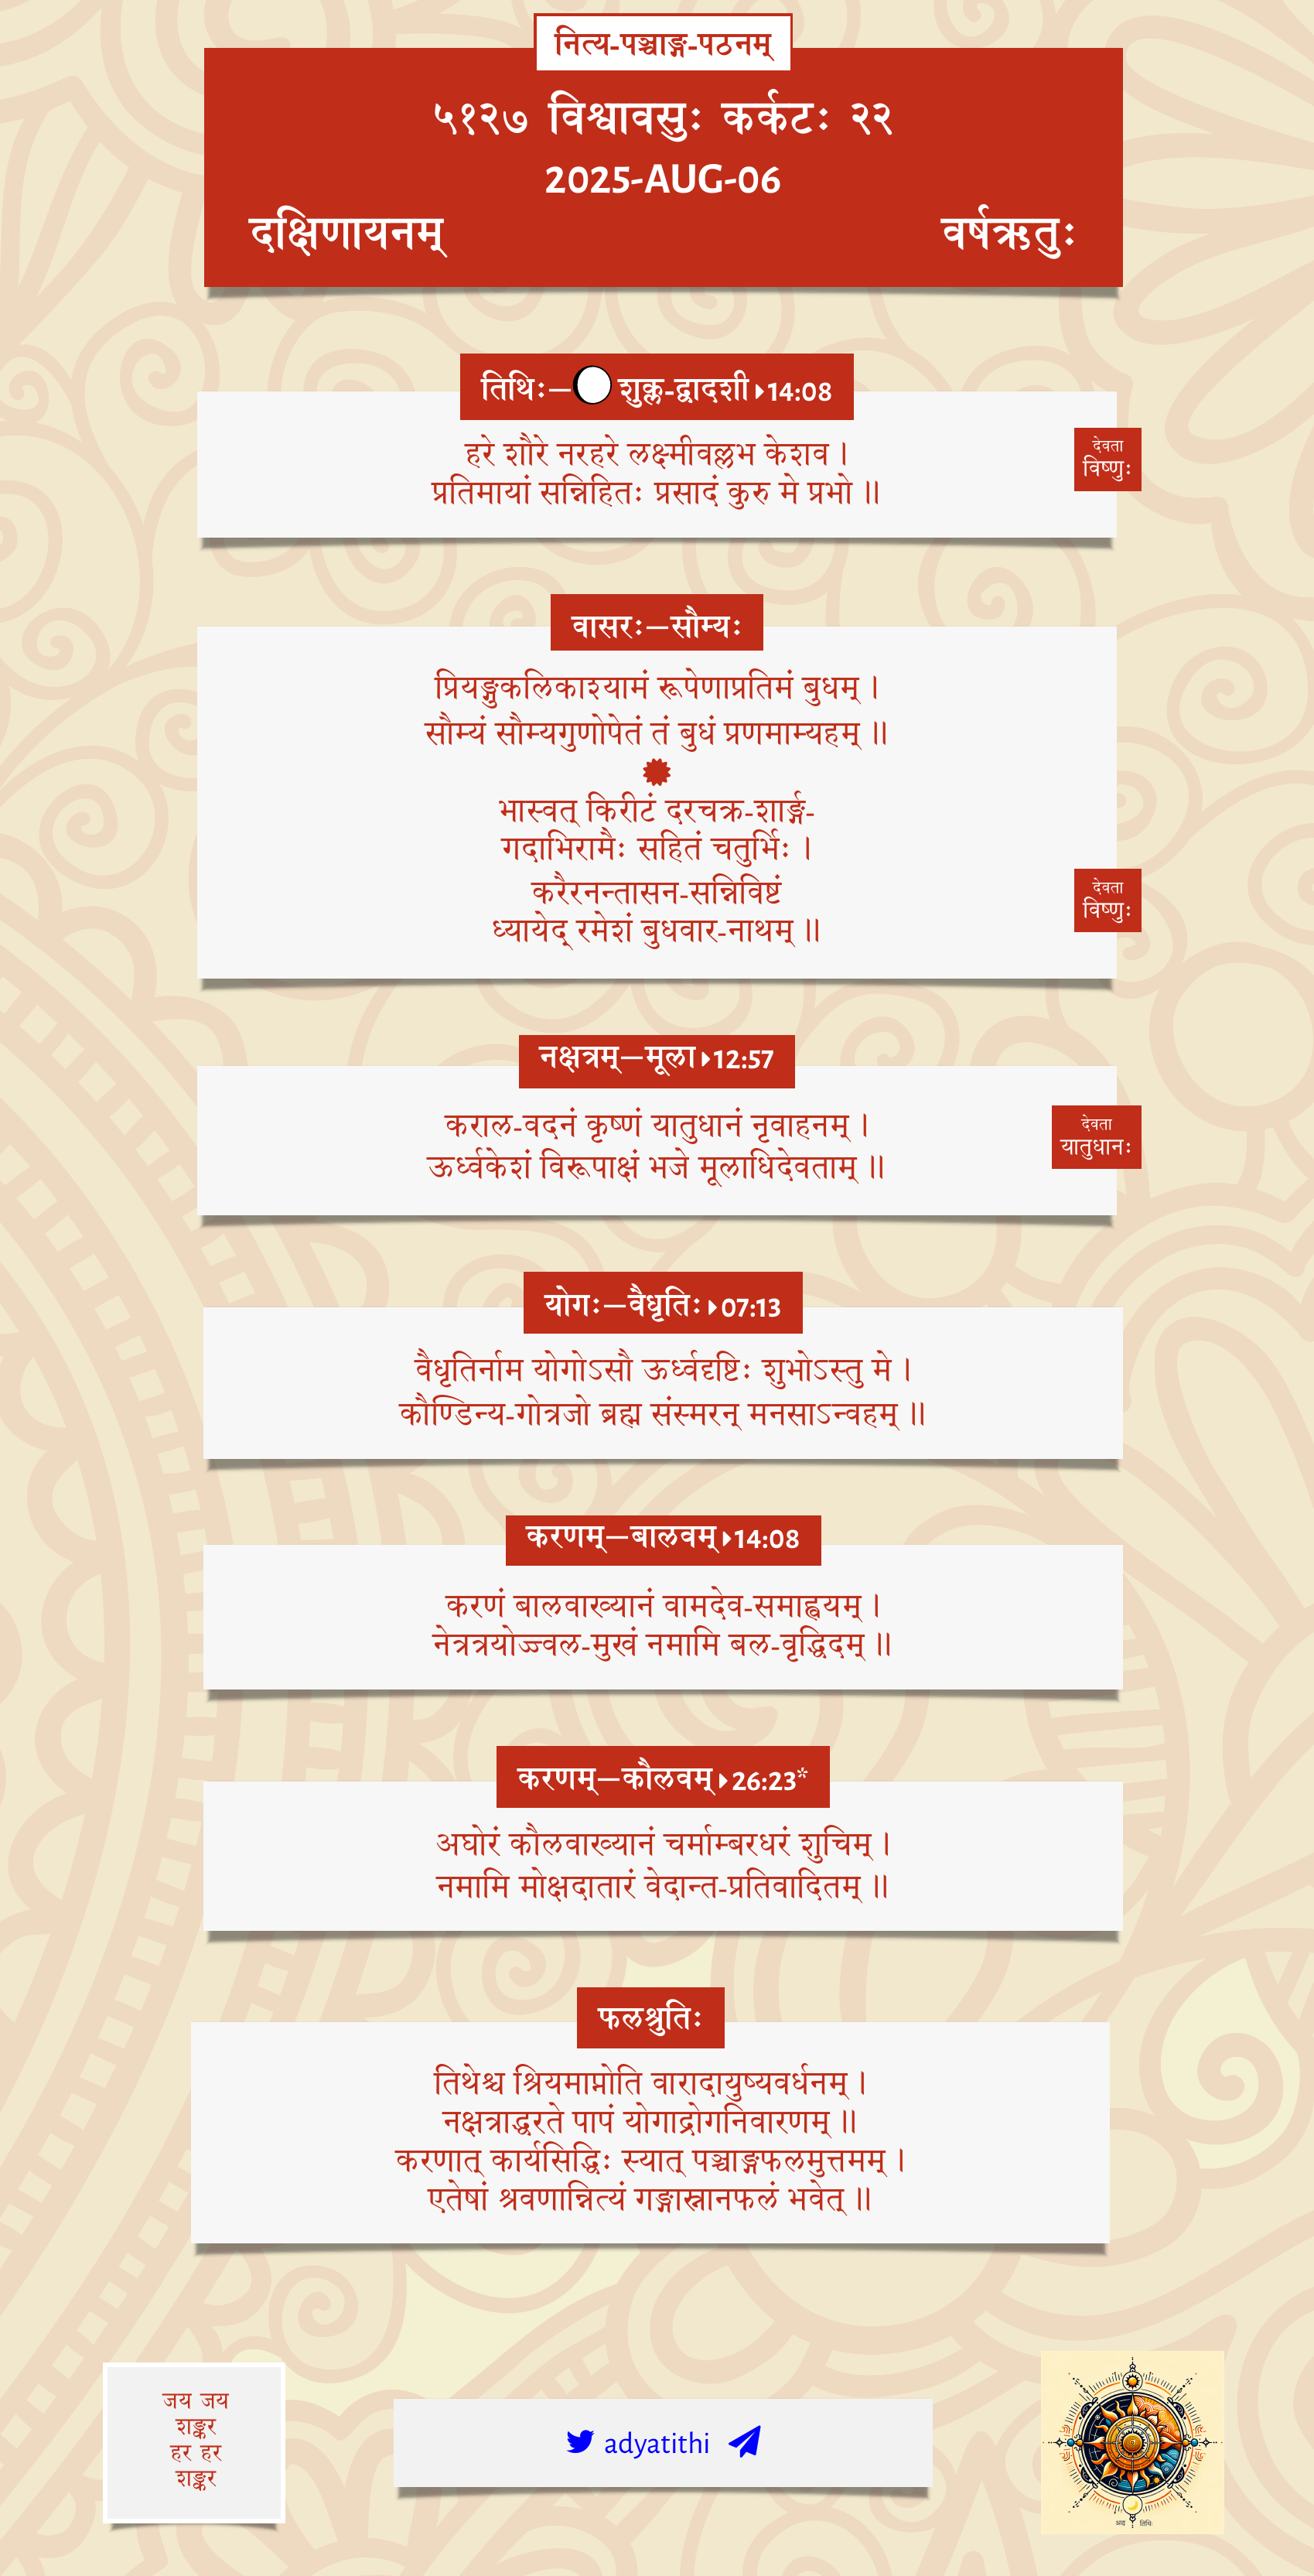 नित्य-पञ्चाङ्ग-पठनम्
५१२७ विश्वावसुः कर्कटः २२
2025-AUG-06
दक्षिणायनम् वर्षऋतुः
तिथिः—शुक्ल-द्वादशी 14:08
हरे शौरे नरहरे लक्ष्मीवल्लभ केशव ।
प्रतिमायां सन्निहितः प्रसादं कुरु मे प्रभो ॥
देवता
विष्णुः
वासरः—सौम्यः
प्रियङ्गुकलिकाश्यामं रूपेणाप्रतिमं बुधम् ।
सौम्यं सौम्यगुणोपेतं तं बुधं प्रणमाम्यहम् ॥
भास्वत् किरीटं दरचक्र-शार्ङ्ग-
गदाभिरामैः सहितं चतुर्भिः ।
करैरनन्तासन-सन्निविष्टं
ध्यायेद् रमेशं बुधवार-नाथम् ॥
देवता
विष्णुः
नक्षत्रम्—मूला 12:57
कराल-वदनं कृष्णं यातुधानं नृवाहनम् ।
ऊर्ध्वकेशं विरूपाक्षं भजे मूलाधिदेवताम् ॥
देवता
यातुधानः
योगः—वैधृतिः 07:13
वैधृतिर्नाम योगोऽसौ ऊर्ध्वदृष्टिः शुभोऽस्तु मे ।
कौण्डिन्य-गोत्रजो ब्रह्म संस्मरन् मनसाऽन्वहम् ॥
करणम्—बालवम् 14:08
करणं बालवाख्यानं वामदेव-समाह्वयम् ।
नेत्रत्रयोज्ज्वल-मुखं नमामि बल-वृद्धिदम् ॥
करणम्—कौलवम् 26:23*
अघोरं कौलवाख्यानं चर्माम्बरधरं शुचिम् ।
नमामि मोक्षदातारं वेदान्त-प्रतिवादितम् ॥
फलश्रुतिः
तिथेश्च श्रियमाप्नोति वारादायुष्यवर्धनम् ।
नक्षत्राद्धरते पापं योगाद्रोगनिवारणम् ॥
करणात् कार्यसिद्धिः स्यात् पञ्चाङ्गफलमुत्तमम् ।
एतेषां श्रवणान्नित्यं गङ्गास्नानफलं भवेत् ॥
जय जय
शङ्कर
हर हर
शङ्कर
adyatithi
अद्य तिथिः